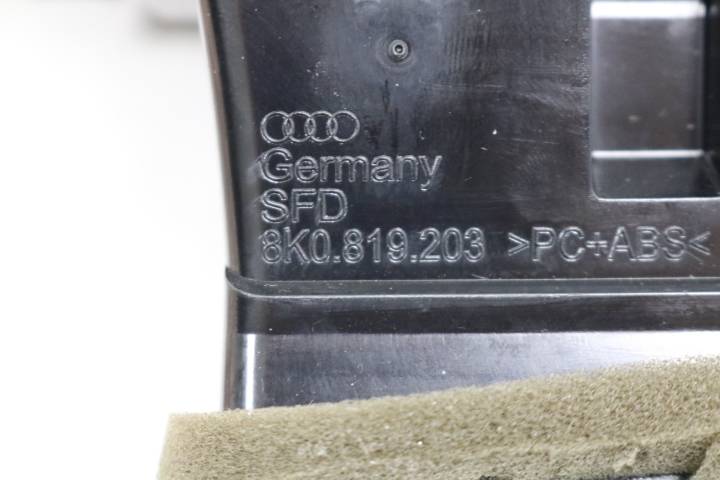 Germany
SFD
8K0.819.203 >PC+ABS<